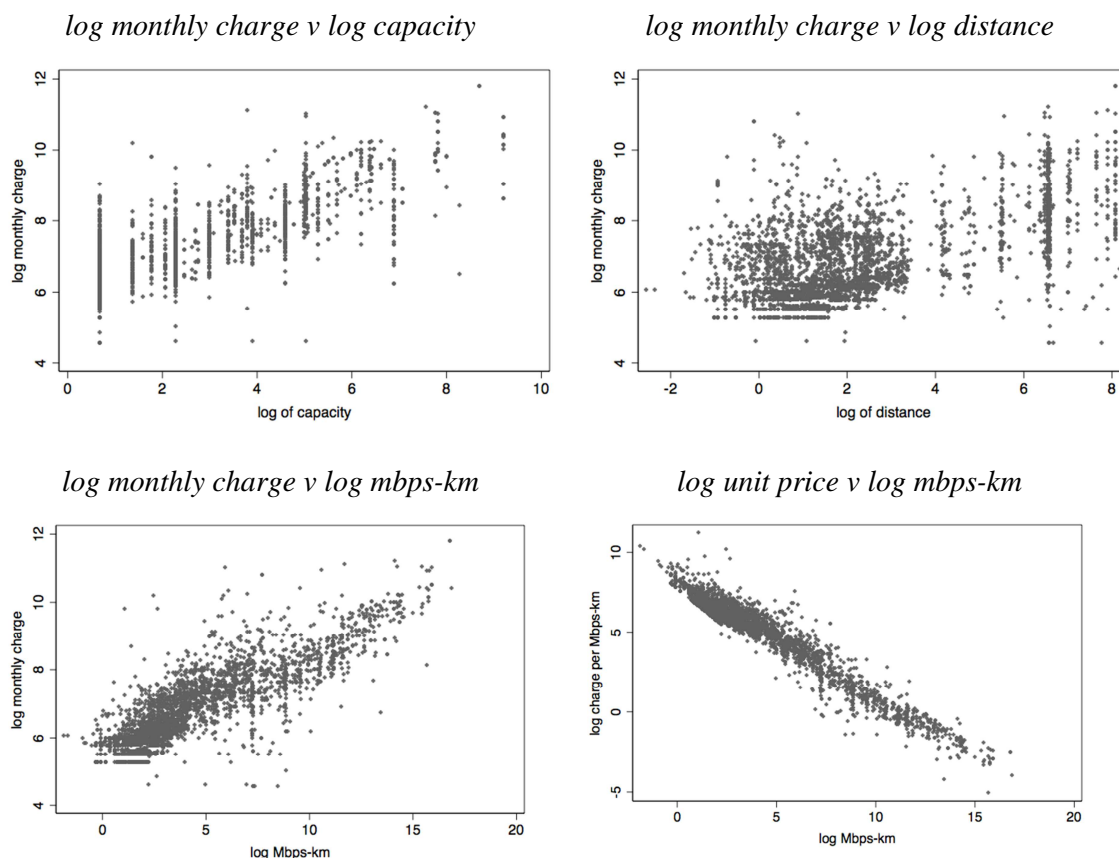 log monthly charge v log capacity
log monthly charge v log distance
12
10
8
6
4
log monthly charge
0 2 4 6 8 10
log of capacity
12
10
8
6
4
log monthly charge
-2 0 2 4 6 8
log of distance
log monthly charge v log mbps-km
log unit price v log mbps-km
12
10
8
6
4
log monthly charge
0 5 10 15 20
log Mbps-km
10
5
0
-5
log charge per Mbps-km
0 5 10 15 20
log Mbps-km